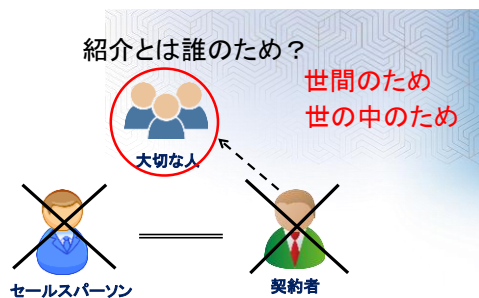 紹介とは誰のため？
世間のため
世の中のため
大切な人
セールスパーソン
契約者